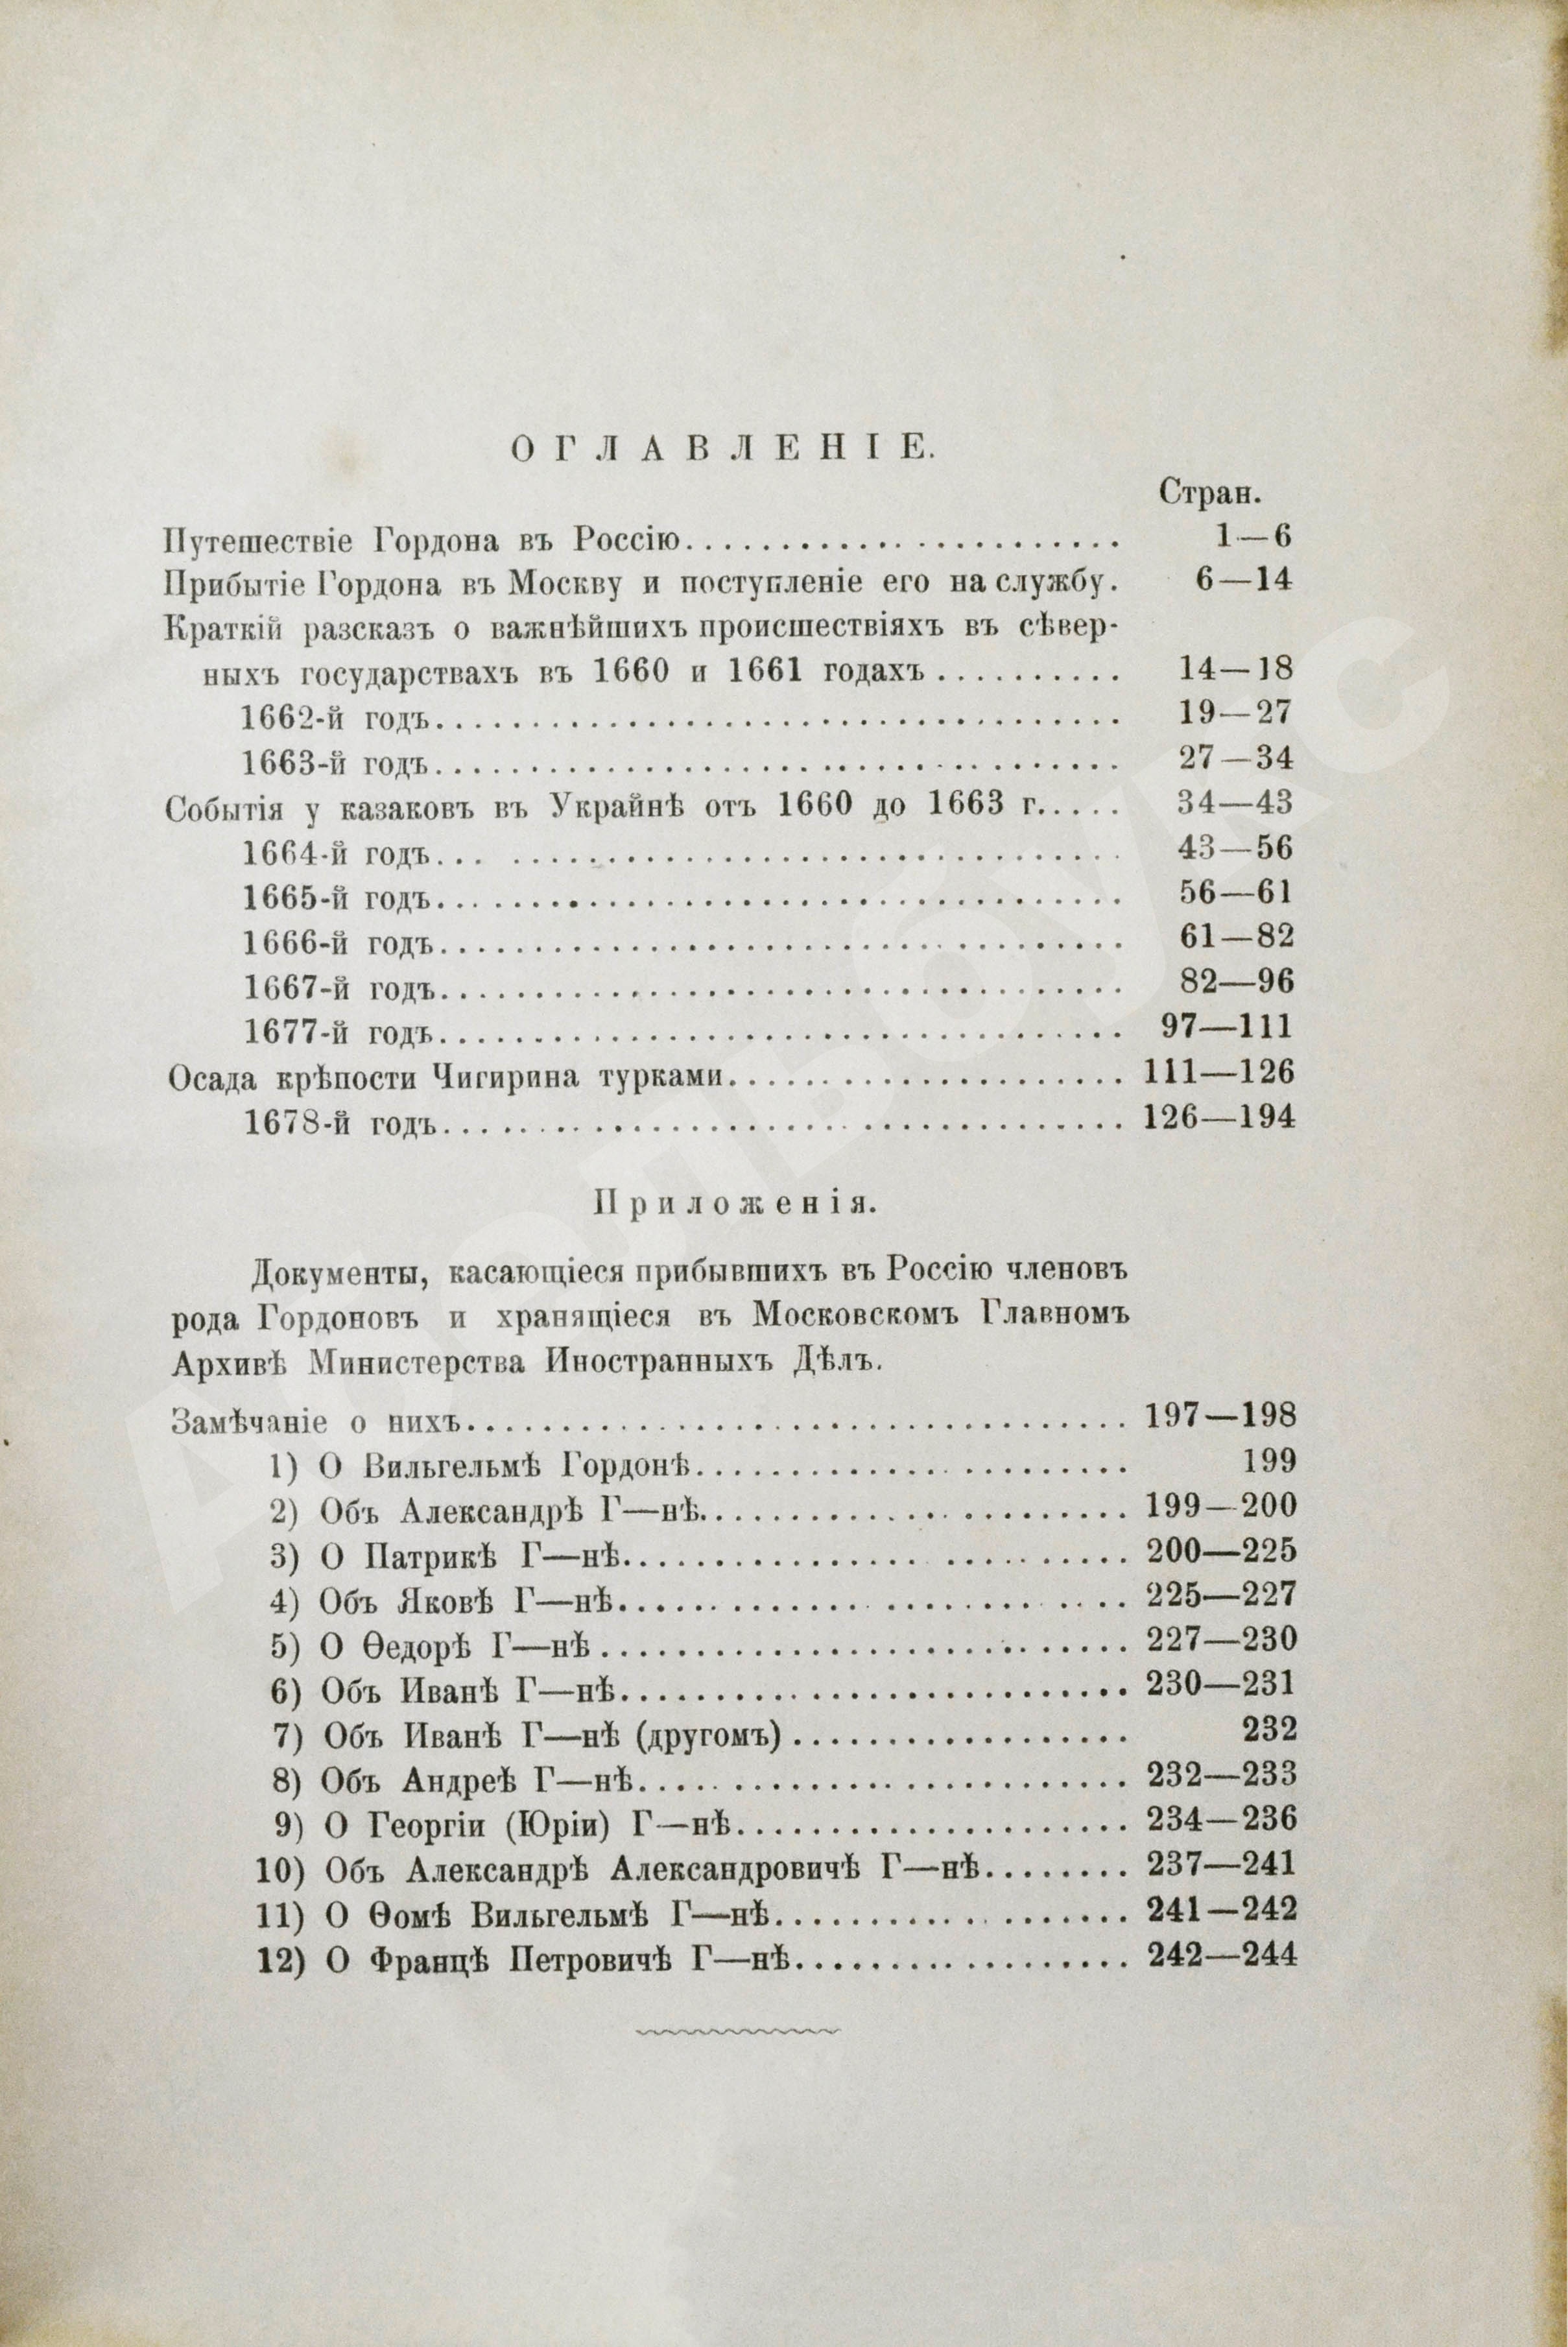 ОГЛАВЛЕНІЕ.
Стран.
Путешествіе Гордона въ Россію........................ 1—6
Прибытіе Гордона въ Москву и поступленіе его на службу. 6—14
Краткій разсказъ о важнѣйшихъ происшествіяхъ въ сѣвер-
ныхъ государствахъ въ 1660 и 1661 годахъ.......... 14—18
1662-й годъ.................................... 19—27
1663-й годъ.................................... 27—34
Событія у казаковъ въ Украйнѣ отъ 1660 до 1663 г..... 34—43
1664-й годъ... ................................ 43—56
1665-й годъ.................................... 56—61
1666-й годъ.................................... 61—82
1667-й годъ.................................... 82—96
1677-й годъ.................................... 97—111
Осада крѣпости Чигирина турками..................... 111—126
1678-й годъ.................................... 126—194
Приложенія.
Документы, касающіеся прибывшихъ въ Россію членовъ
рода Гордоновъ и хранящіеся въ Московскомъ Главномъ
Архивѣ Министерства Иностранныхъ Дѣлъ.
Замѣчаніе о нихъ................................... 197—198
1) О Вильгельмѣ Гордонѣ....................... 199
2) Объ Александрѣ Г—нѣ....................... 199—200
3) О Патрикѣ Г—нѣ........................... 200—225
4) Объ Яковѣ Г—нѣ........................... 225—227
5) О Ѳедорѣ Г—нѣ............................ 227—230
6) Объ Иванѣ Г—нѣ........................... 230—231
7) Объ Иванѣ Г—нѣ (другомъ).................. 232
8) Объ Андреѣ Г—нѣ.......................... 232—233
9) О Георгіи (Юріи) Г—нѣ..................... 234—236
10) Объ Александрѣ Александровичѣ Г—нѣ........ 237—241
11) О Ѳомѣ Вильгельмѣ Г—нѣ................... 241—242
12) О Францѣ Петровичѣ Г—нѣ.................. 242—244